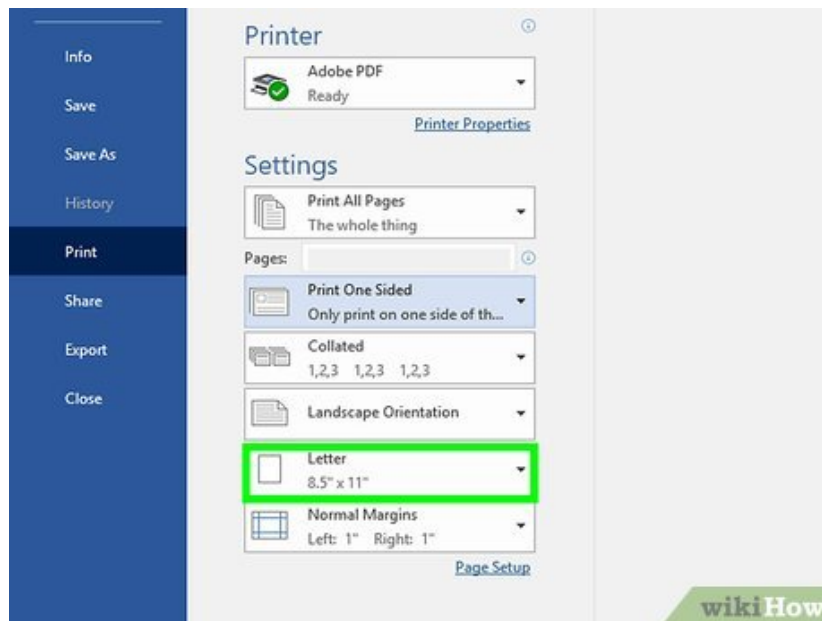 Info
Save
Save As
History
Print
Share
Export
Close
Printer
Adobe PDF
Ready
Printer Properties
Settings
Print All Pages
The whole thing
Pages:
Print One Sided
Only print on one side of th...
Collated
1,2,3 1,2,3 1,2,3
Landscape Orientation
Letter
8.5" x 11"
Normal Margins
Left: 1" Right: 1"
Page Setup
wikiHow